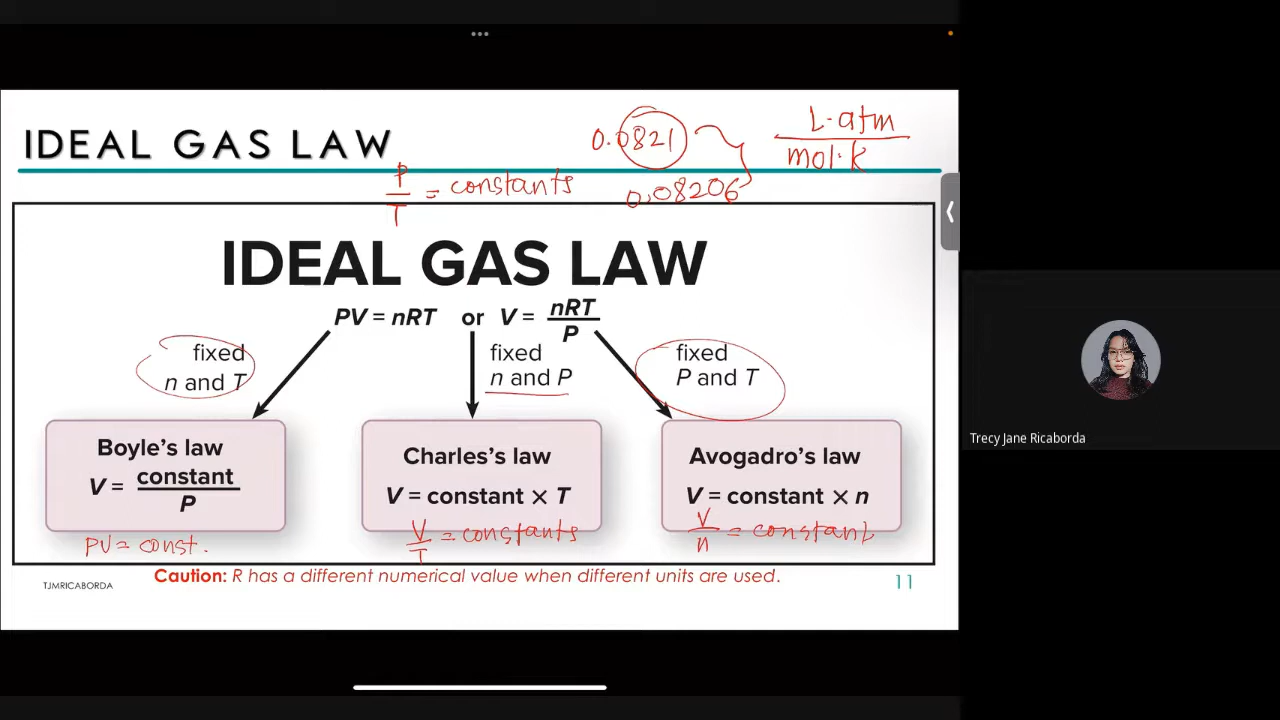 IDEAL GAS LAW
0.0821
L·atm
mol·K
P
T
= constants
0.08206
IDEAL GAS LAW
PV = nRT or V = nRT
P
fixed
n and T
fixed
n and P
fixed
P and T
Boyle's law
V = constant
P
Charles's law
V = constant × T
Avogadro's law
V = constant × n
PV = const.
V
T
= constants
V
n
= constant
Caution: R has a different numerical value when different units are used.
TJMRICABORDA
11
Trecy Jane Ricaborda